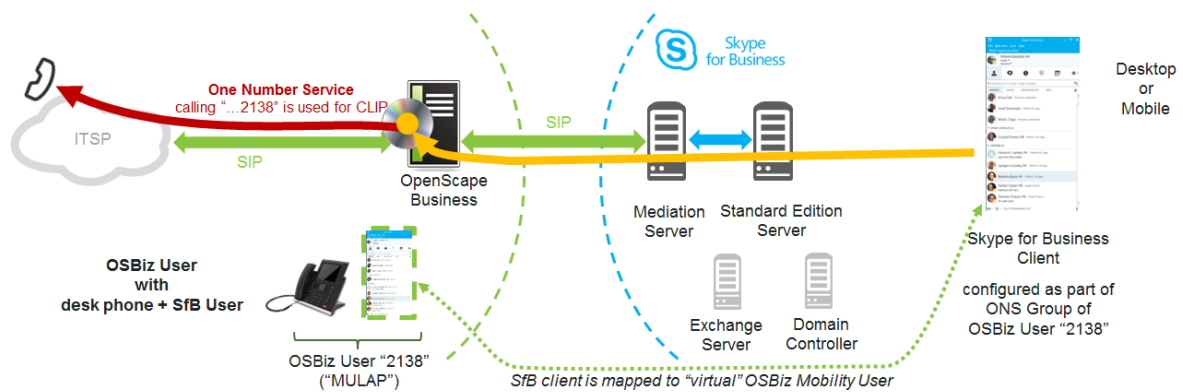 Skype
for Business
One Number Service
calling “...2138” is used for CLIP
ITSP
SIP
SIP
OpenScape
Business
Mediation
Server
Standard Edition
Server
Desktop
or
Mobile
Skype for Business
Client
configured as part of
ONS Group of
OSBiz User “2138”
OSBiz User
with
desk phone + SfB User
Exchange
Server
Domain
Controller
OSBiz User “2138”
(“MULAP”)
SfB client is mapped to “virtual” OSBiz Mobility User